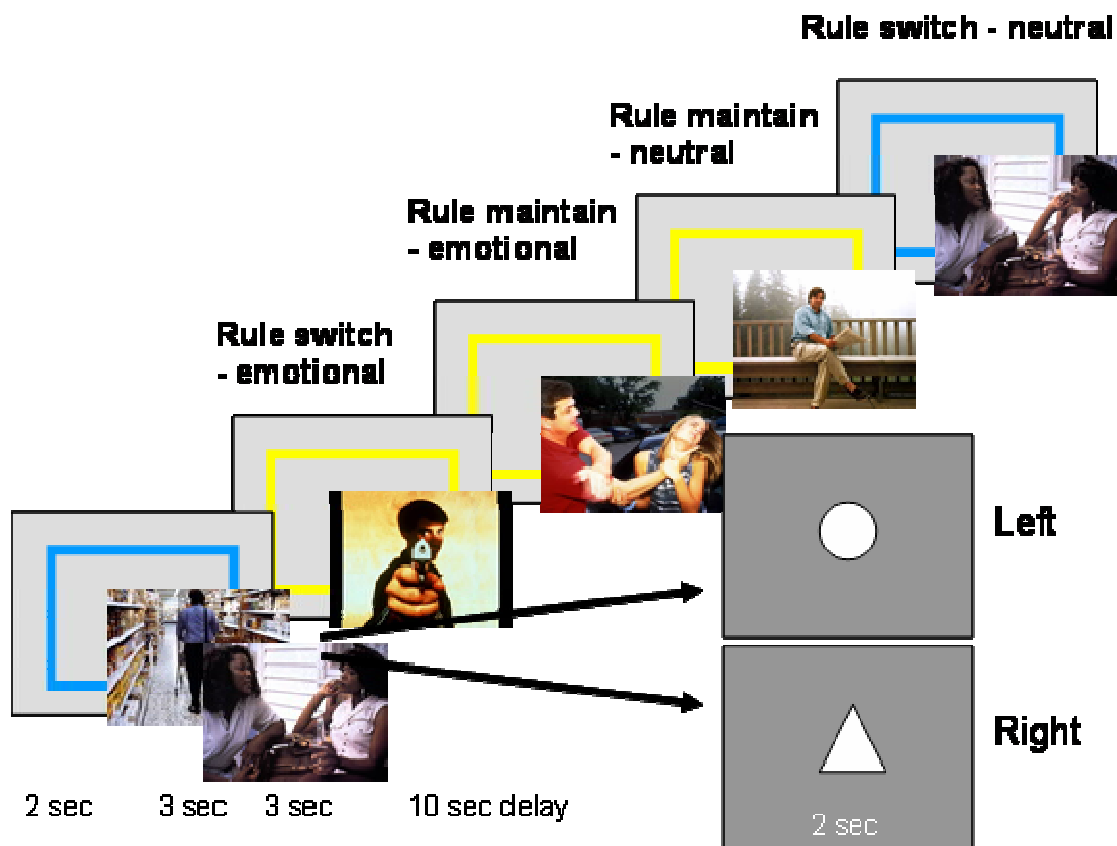 Rule switch - neutral
Rule maintain
- neutral
Rule maintain
- emotional
Rule switch
- emotional
Left
Right
2 sec
3 sec
3 sec
10 sec delay
2 sec